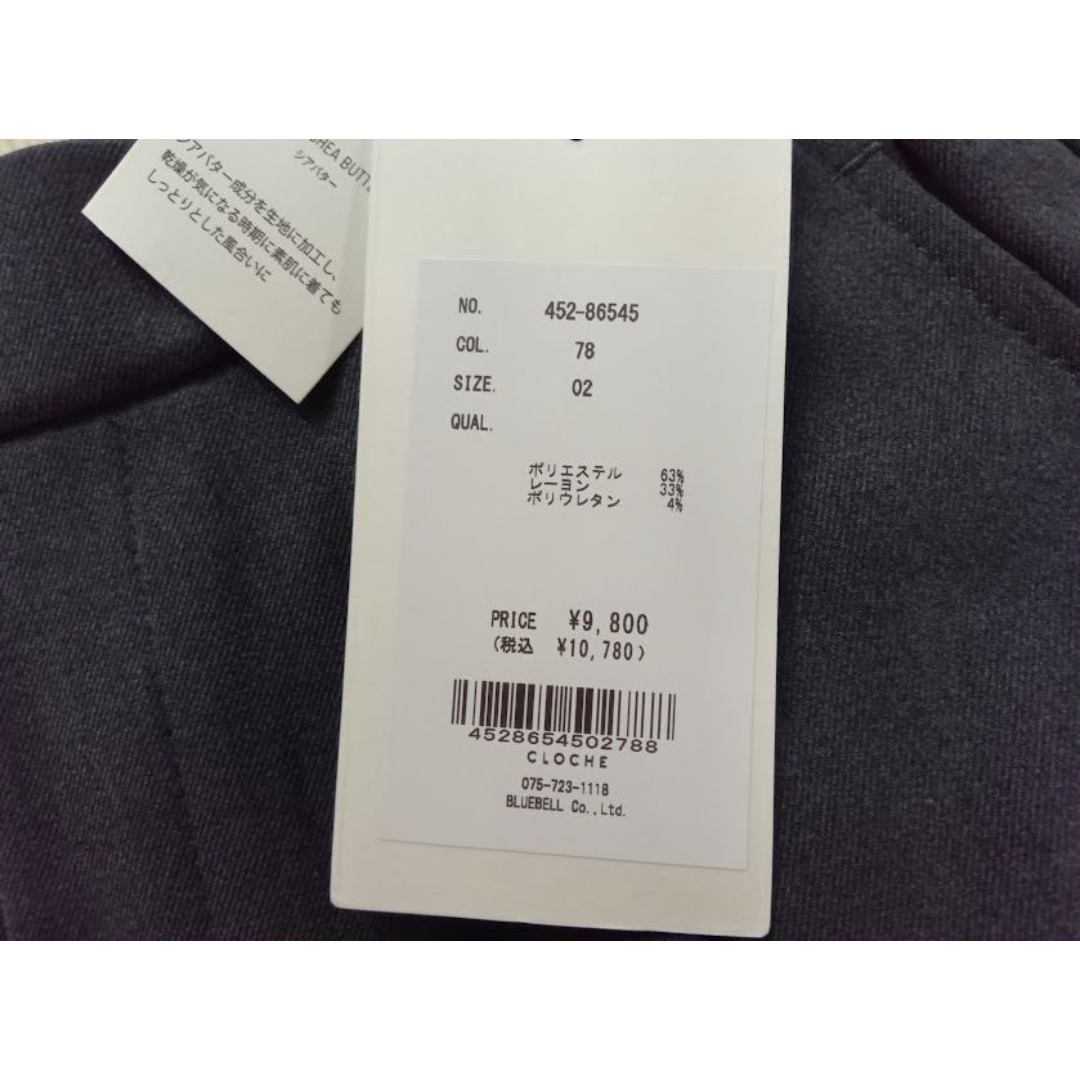 SHEA BUTT
シアバター
シアバター成分を生地に加工し、
乾燥が気になる時期に素肌に着ても
しっとりとした風合いに
NO. 452-86545
COL. 78
SIZE. 02
QUAL.
ポリエステル 63%
レーヨン 33%
ポリウレタン 4%
PRICE ¥9,800
(税込 ¥10,780)
4528654502788
CLOCHE
075-723-1118
BLUEBELL Co.,Ltd.